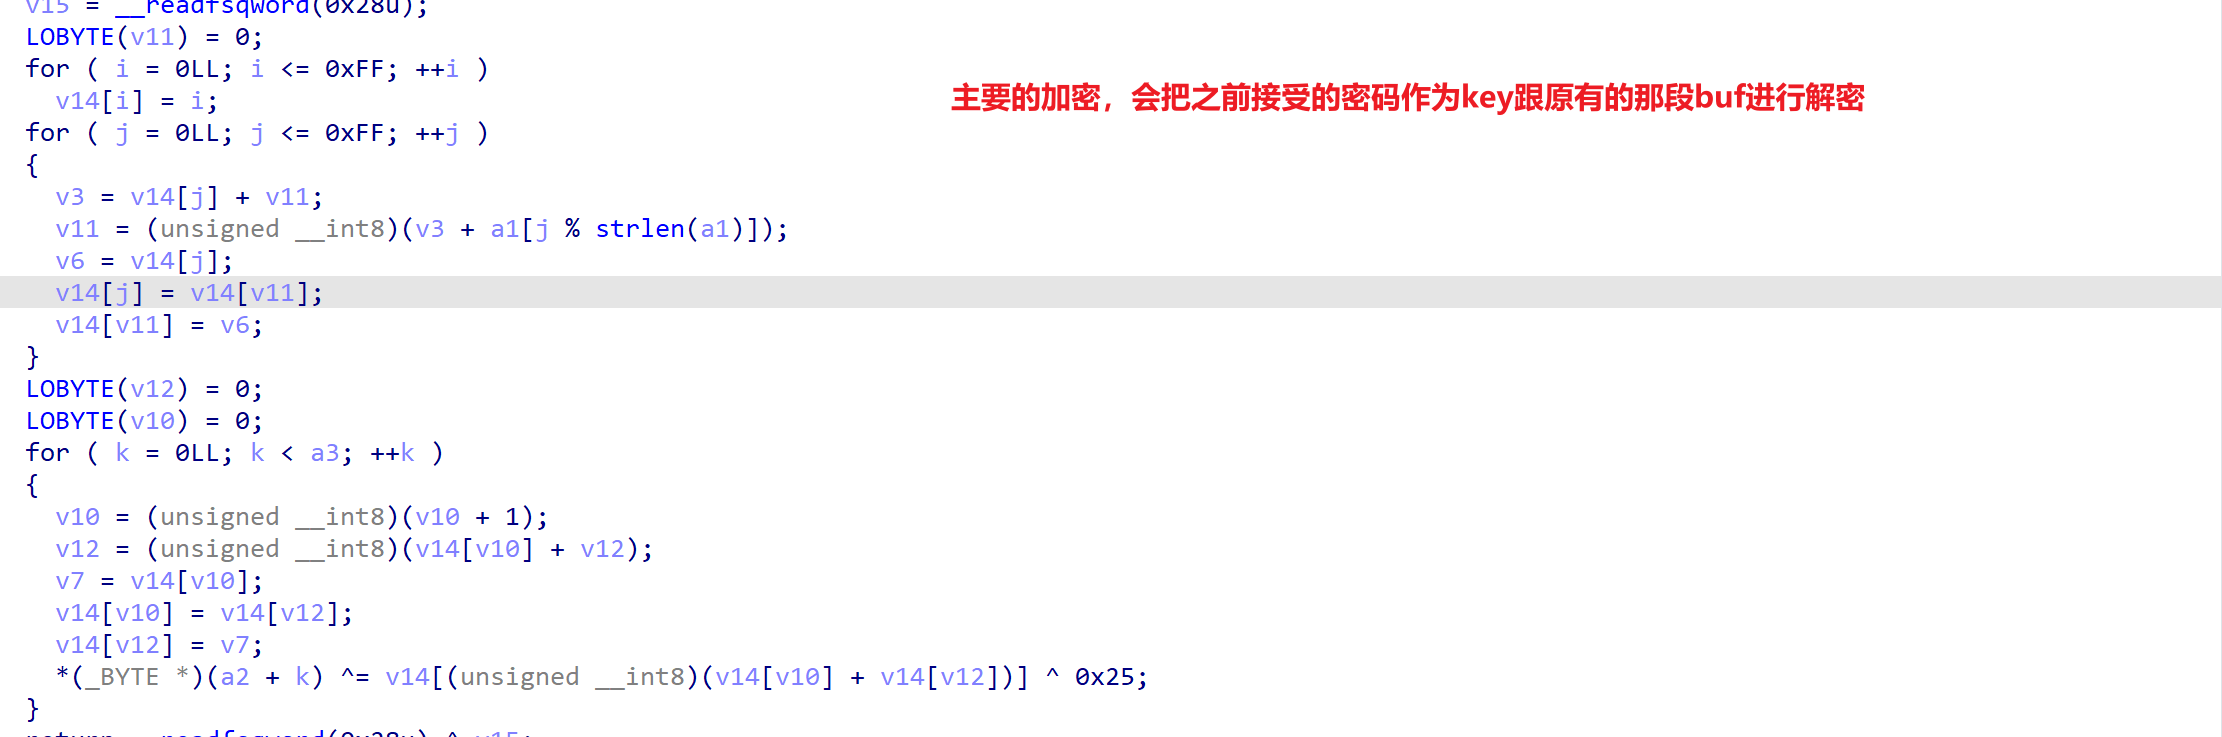 v15 = __readfsqword(0x28u);
LOBYTE(v11) = 0;
for ( i = 0LL; i <= 0xFF; ++i )
主要的加密，会把之前接受的密码作为key跟原有的那段buf进行解密
v14[i] = i;
for ( j = 0LL; j <= 0xFF; ++j )
{
v3 = v14[j] + v11;
v11 = (unsigned __int8)(v3 + a1[j % strlen(a1)]);
v6 = v14[j];
v14[j] = v14[v11];
v14[v11] = v6;
}
LOBYTE(v12) = 0;
LOBYTE(v10) = 0;
for ( k = 0LL; k < a3; ++k )
{
v10 = (unsigned __int8)(v10 + 1);
v12 = (unsigned __int8)(v14[v10] + v12);
v7 = v14[v10];
v14[v10] = v14[v12];
v14[v12] = v7;
*(_BYTE *)(a2 + k) ^= v14[(unsigned __int8)(v14[v10] + v14[v12])] ^ 0x25;
}
return __readfsqword(0x28u) ^ v15;